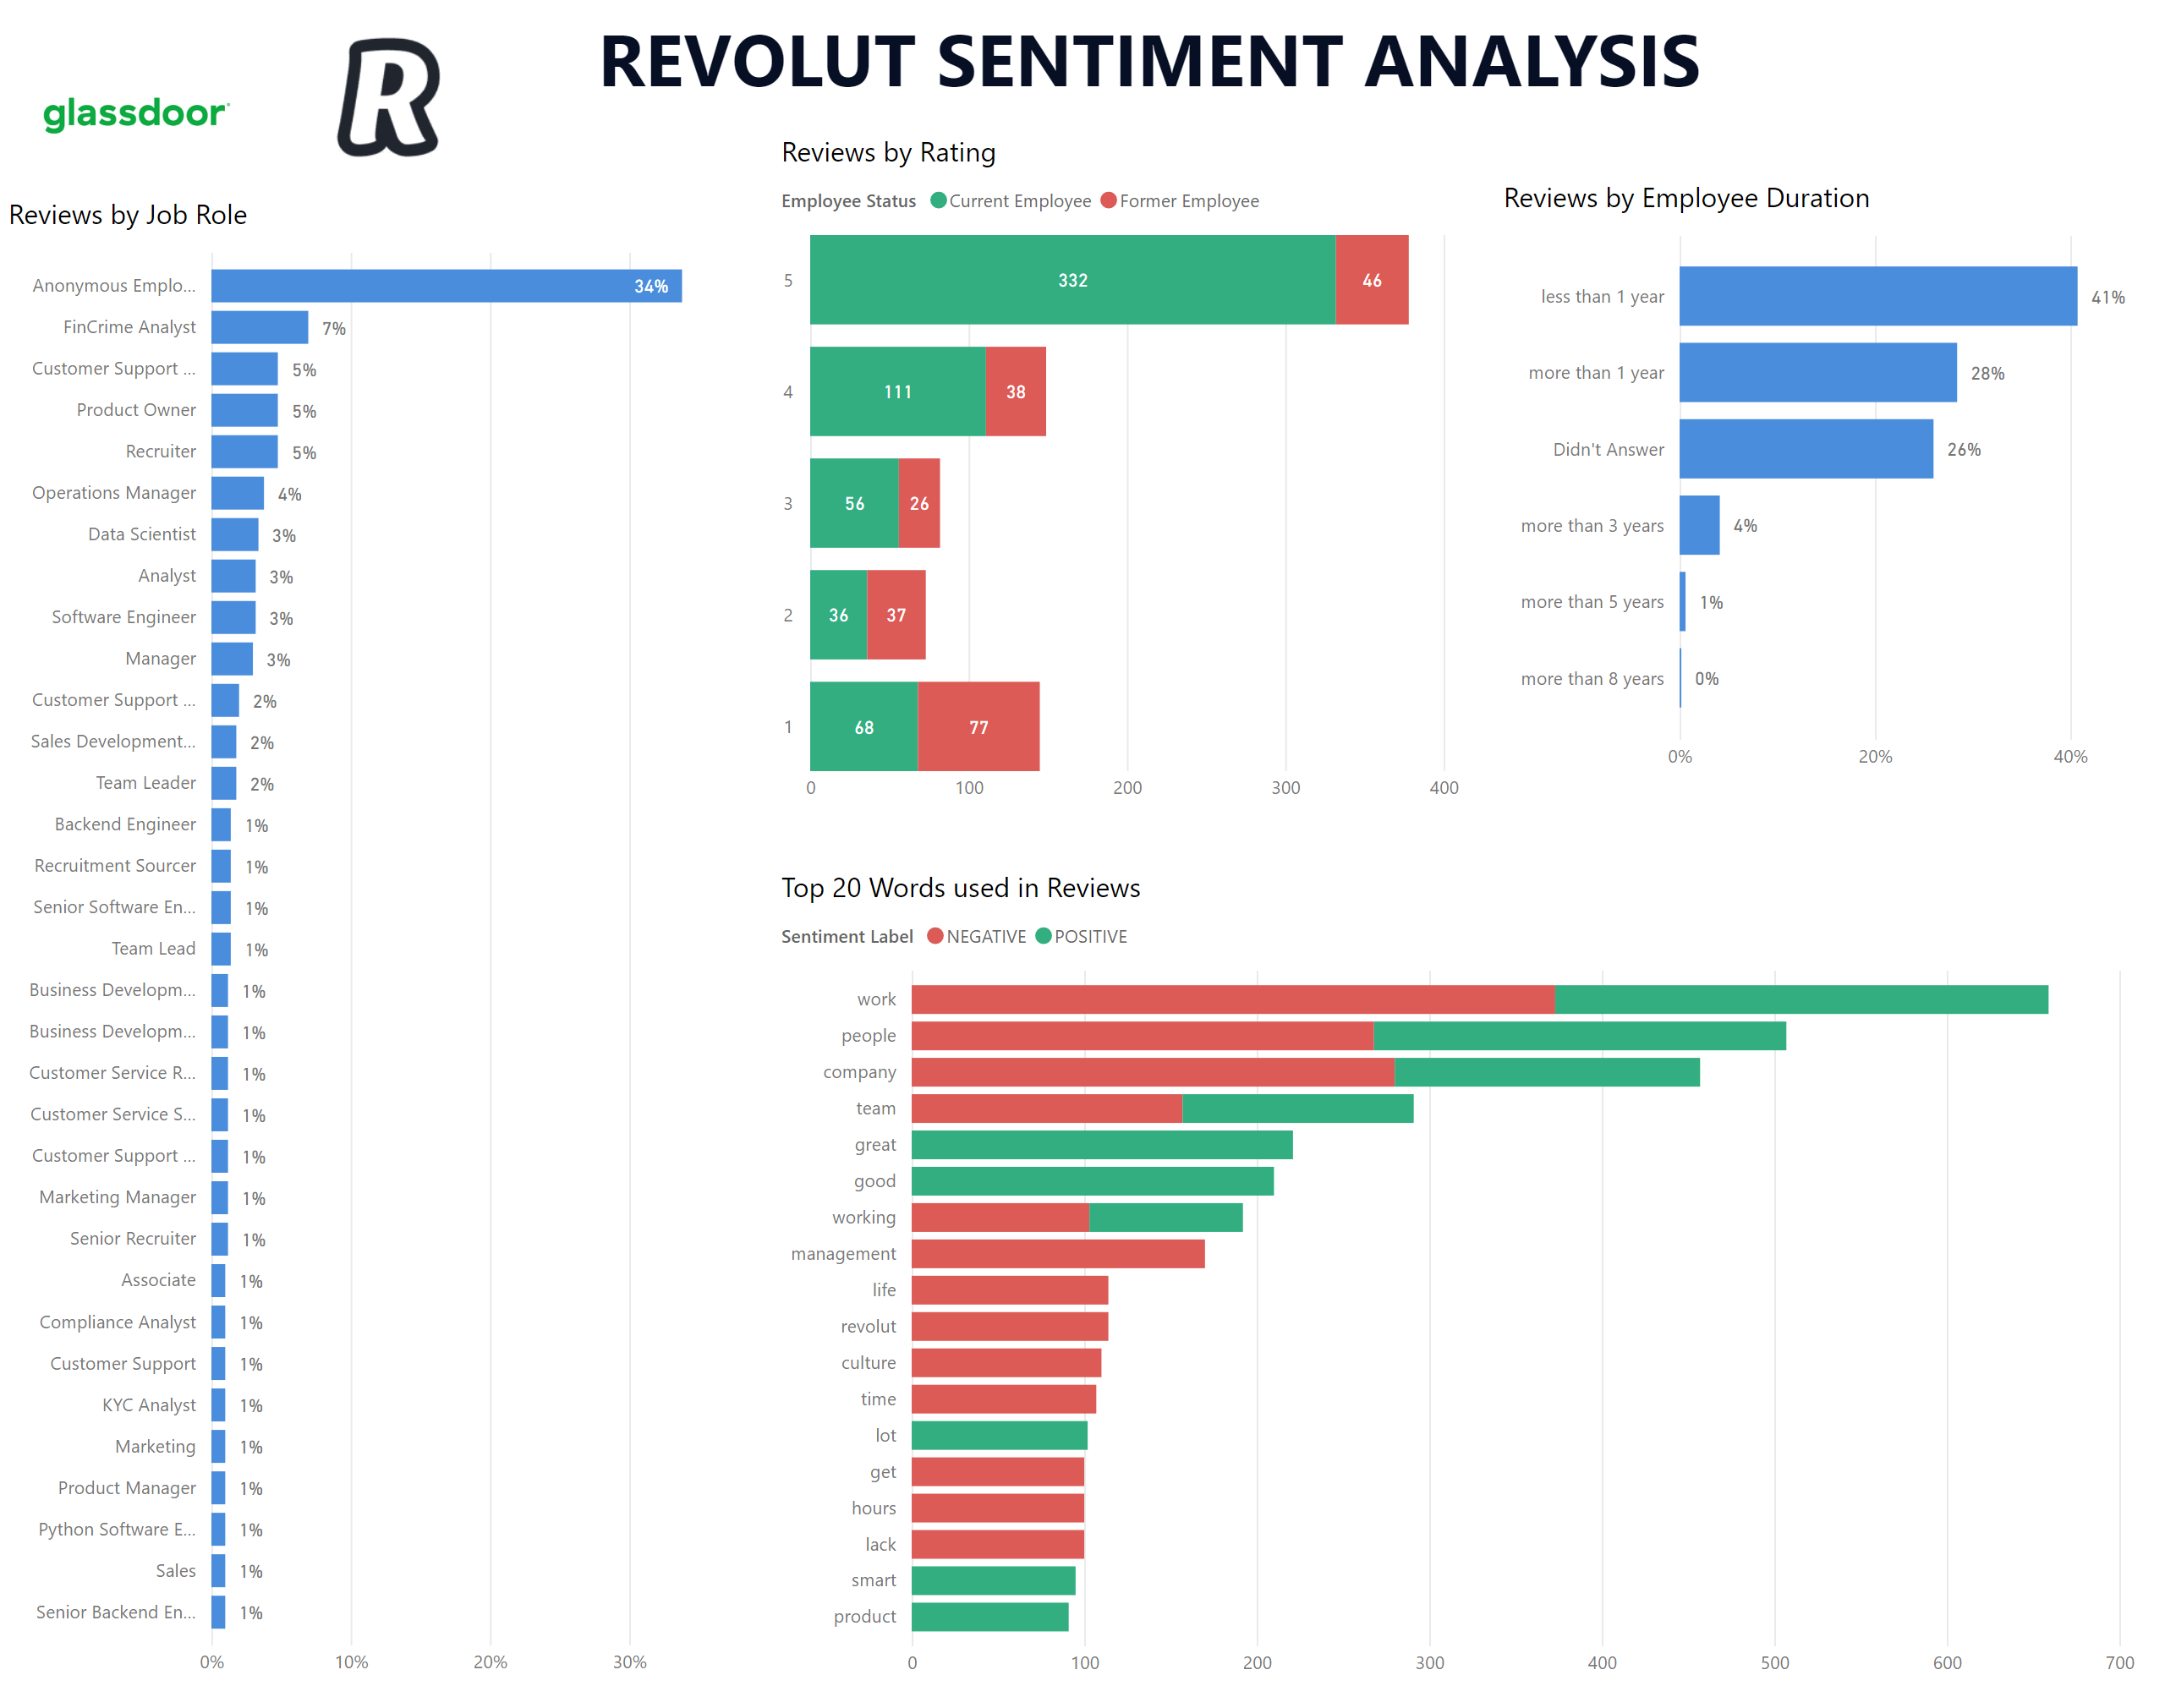 REVOLUT SENTIMENT ANALYSIS
glassdoor
R
Reviews by Job Role
Anonymous Emplo... 34%
FinCrime Analyst 7%
Customer Support ... 5%
Product Owner 5%
Recruiter 5%
Operations Manager 4%
Data Scientist 3%
Analyst 3%
Software Engineer 3%
Manager 3%
Customer Support ... 2%
Sales Development... 2%
Team Leader 2%
Backend Engineer 1%
Recruitment Sourcer 1%
Senior Software En... 1%
Team Lead 1%
Business Developm... 1%
Business Developm... 1%
Customer Service R... 1%
Customer Service S... 1%
Customer Support ... 1%
Marketing Manager 1%
Senior Recruiter 1%
Associate 1%
Compliance Analyst 1%
Customer Support 1%
KYC Analyst 1%
Marketing 1%
Product Manager 1%
Python Software E... 1%
Sales 1%
Senior Backend En... 1%
0% 10% 20% 30%
Reviews by Rating
Employee Status Current Employee Former Employee
5 332 46
4 111 38
3 56 26
2 36 37
1 68 77
0 100 200 300 400
Reviews by Employee Duration
less than 1 year 41%
more than 1 year 28%
Didn't Answer 26%
more than 3 years 4%
more than 5 years 1%
more than 8 years 0%
0% 20% 40%
Top 20 Words used in Reviews
Sentiment Label NEGATIVE POSITIVE
work
people
company
team
great
good
working
management
life
revolut
culture
time
lot
get
hours
lack
smart
product
0 100 200 300 400 500 600 700